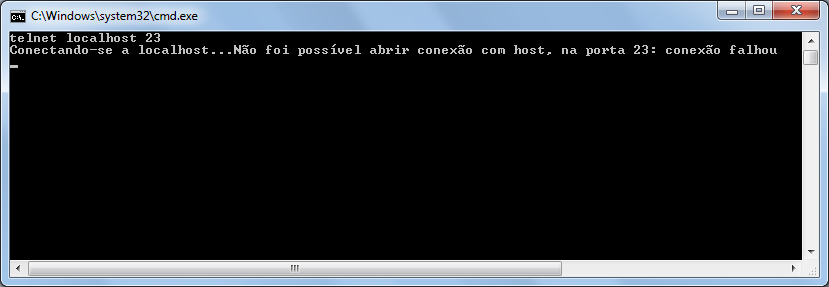 C:\Windows\system32\cmd.exe
telnet localhost 23
Conectando-se a localhost...Não foi possível abrir conexão com host, na porta 23: conexão falhou